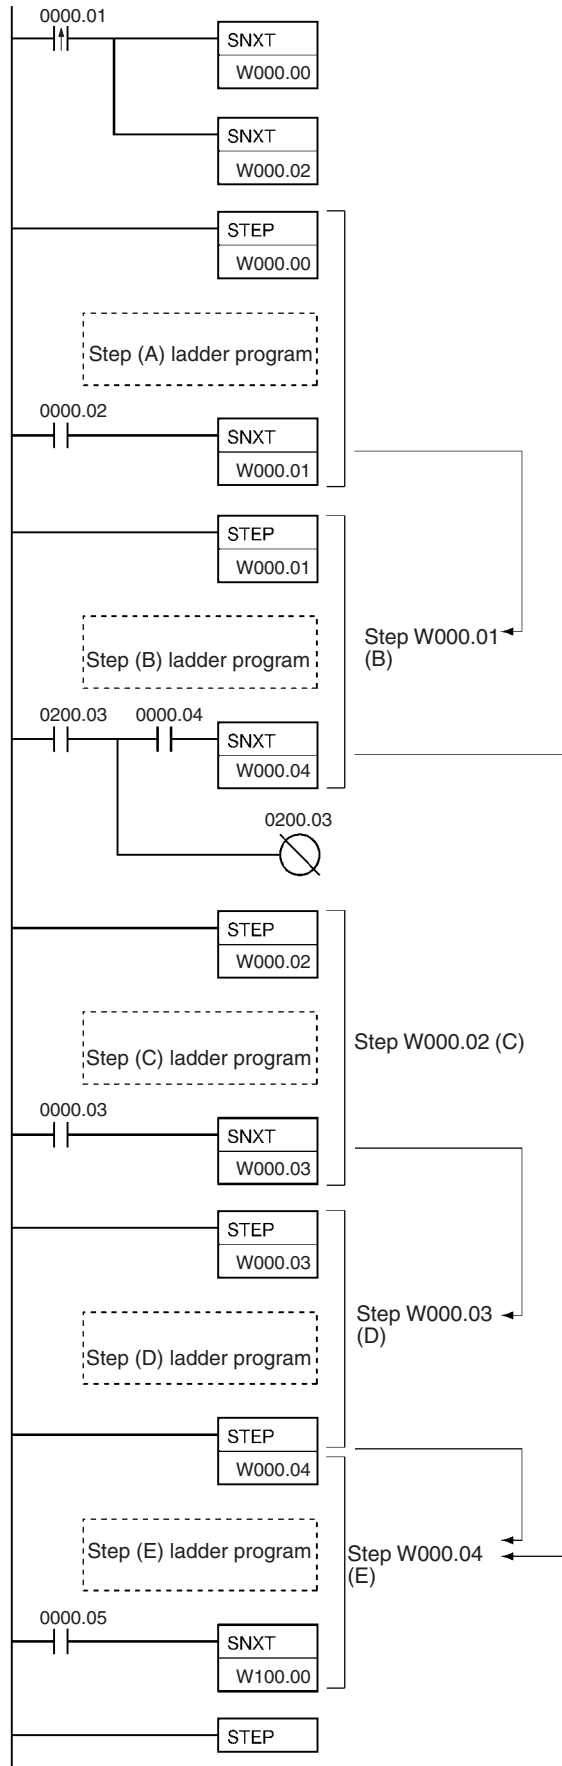 0000.01
SNXT
W000.00
SNXT
W000.02
STEP
W000.00
Step (A) ladder program
0000.02
SNXT
W000.01
STEP
W000.01
Step W000.01
(B)
Step (B) ladder program
0200.03 0000.04
SNXT
W000.04
0200.03
STEP
W000.02
Step W000.02 (C)
Step (C) ladder program
0000.03
SNXT
W000.03
STEP
W000.03
Step W000.03
(D)
Step (D) ladder program
STEP
W000.04
Step (E) ladder program
Step W000.04
(E)
0000.05
SNXT
W100.00
STEP